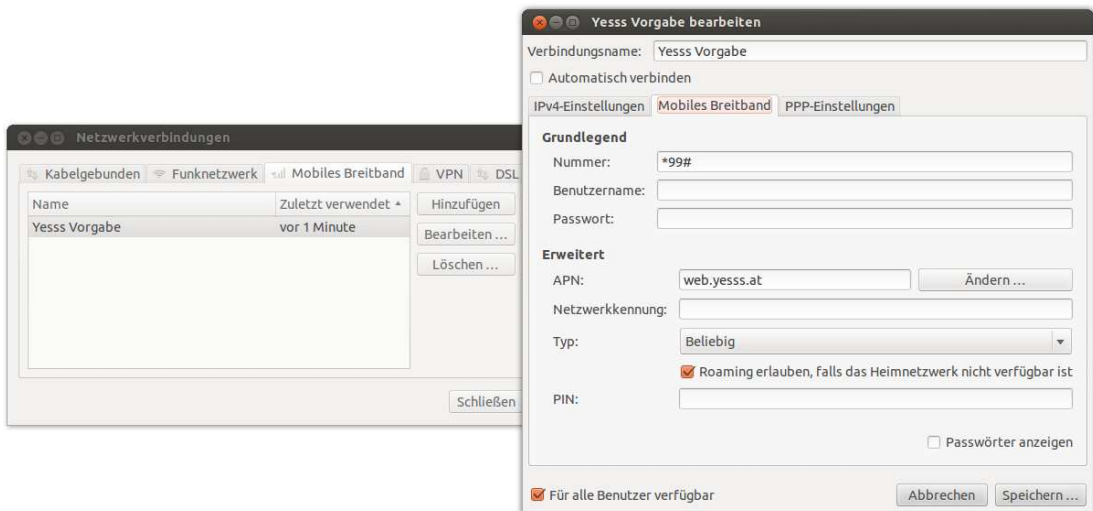 Netzwerkverbindungen
Kabelgebunden Funknetzwerk Mobiles Breitband VPN DSL
Name Zuletzt verwendet Hinzufügen
Yesss Vorgabe vor 1 Minute
Bearbeiten ...
Löschen ...
Schließen
Yesss Vorgabe bearbeiten
Verbindungsname: Yesss Vorgabe
Automatisch verbinden
IPv4-Einstellungen Mobiles Breitband PPP-Einstellungen
Grundlegend
Nummer: *99#
Benutzername:
Passwort:
Erweitert
APN: web.yesss.at Ändern ...
Netzwerkkennung:
Typ: Beliebig
Roaming erlauben, falls das Heimnetzwerk nicht verfügbar ist
PIN:
Passwörter anzeigen
Für alle Benutzer verfügbar Abbrechen Speichern ...